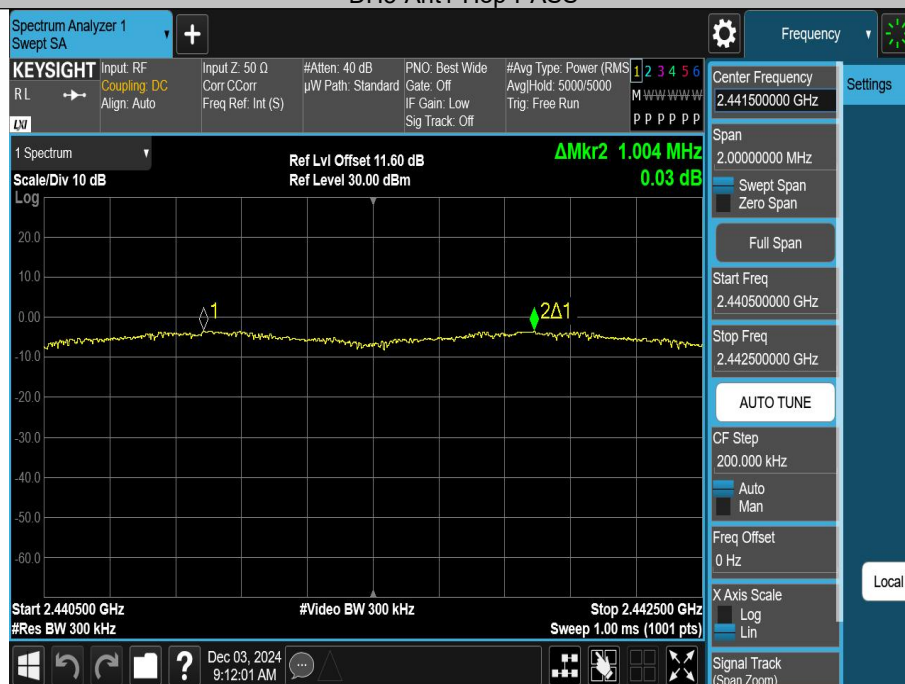 DH5-Ant1-Hop-PASS
Spectrum Analyzer 1
Swept SA
Frequency
KEYSIGHT
RL
LXI
Input: RF
Coupling: DC
Align: Auto
Input Z: 50 Ω
Corr CCorr
Freq Ref: Int (S)
#Atten: 40 dB
µW Path: Standard
PNO: Best Wide
Gate: Off
IF Gain: Low
Sig Track: Off
#Avg Type: Power (RMS
Avg|Hold: 5000/5000
Trig: Free Run
1 2 3 4 5 6
M W W W W W
P P P P P P
Center Frequency
2.441500000 GHz
Settings
1 Spectrum
Scale/Div 10 dB
Log
Ref Lvl Offset 11.60 dB
Ref Level 30.00 dBm
ΔMkr2 1.004 MHz
0.03 dB
Span
2.00000000 MHz
Swept Span
Zero Span
Full Span
Start Freq
2.440500000 GHz
Stop Freq
2.442500000 GHz
AUTO TUNE
CF Step
200.000 kHz
Auto
Man
Freq Offset
0 Hz
X Axis Scale
Log
Lin
Signal Track
(Span Zoom)
Local
20.0
10.0
0.00
-10.0
-20.0
-30.0
-40.0
-50.0
-60.0
1
2Δ1
Start 2.440500 GHz
#Res BW 300 kHz
#Video BW 300 kHz
Stop 2.442500 GHz
Sweep 1.00 ms (1001 pts)
Dec 03, 2024
9:12:01 AM